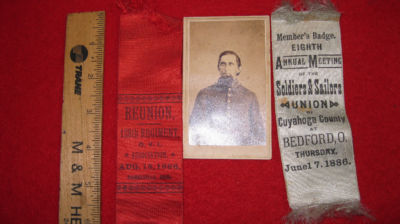 TRANE
M & M HE
REUNION,
REGIMENT,
O. V. I.
Member's Badge.
EIGHTH
ANNUAL MEETING
OF THE
Soldiers & Sailors
UNION
OF
Cuyahoga County
AT
BEDFORD, O.
THURSDAY,
June 17, 1886.